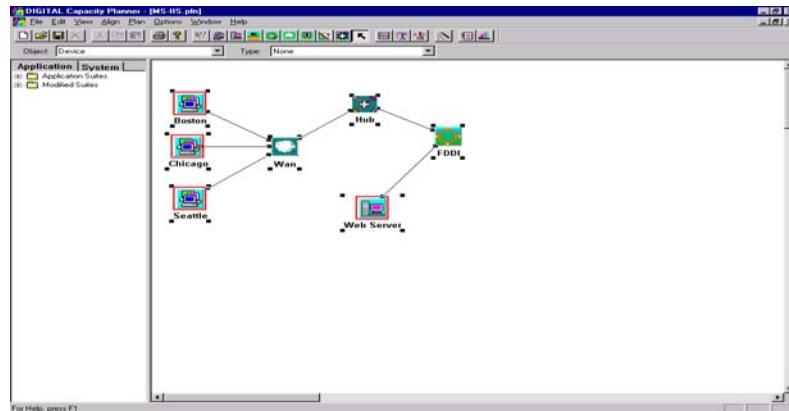 DIGITAL Capacity Planner - [MS-IIS.pln]
File Edit View Align Plan Options Window Help
Object: Device Type: None
Application System
Application Suites
Modified Suites
Boston
Hub
FDDI
Chicago
Wan
Seattle
Web Server
For Help, press F1